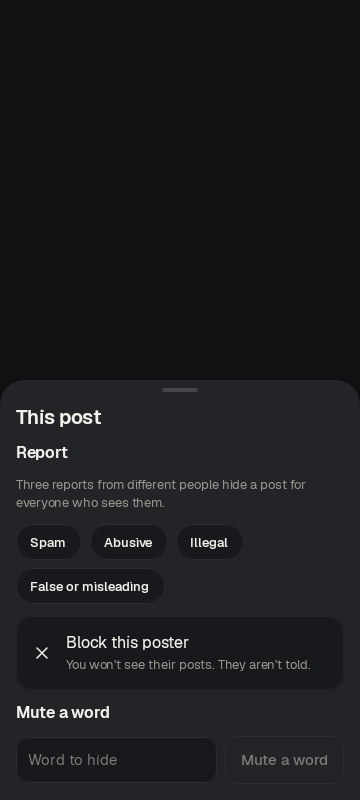 This post
Report
Three reports from different people hide a post for
everyone who sees them.
Spam
Abusive
Illegal
False or misleading
Block this poster
You won't see their posts. They aren't told.
Mute a word
Word to hide
Mute a word